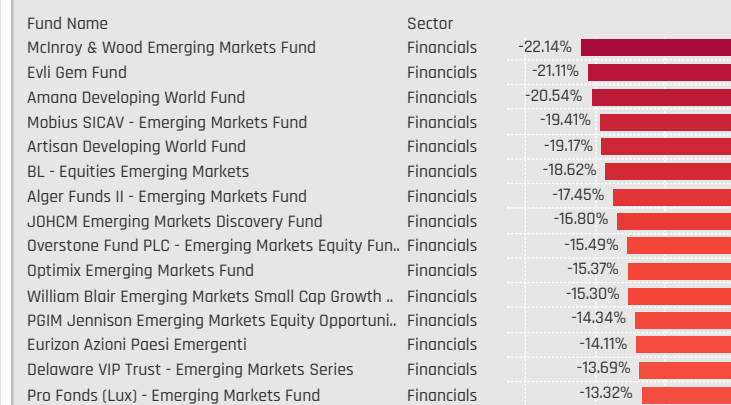 Fund Name Sector
McInroy & Wood Emerging Markets Fund Financials -22.14%
Evli Gem Fund Financials -21.11%
Amana Developing World Fund Financials -20.54%
Mobius SICAV - Emerging Markets Fund Financials -19.41%
Artisan Developing World Fund Financials -19.17%
BL - Equities Emerging Markets Financials -18.62%
Alger Funds II - Emerging Markets Fund Financials -17.45%
JOHCM Emerging Markets Discovery Fund Financials -16.80%
Overstone Fund PLC - Emerging Markets Equity Fun.. Financials -15.49%
Optimix Emerging Markets Fund Financials -15.37%
William Blair Emerging Markets Small Cap Growth .. Financials -15.30%
PGIM Jennison Emerging Markets Equity Opportuni.. Financials -14.34%
Eurizon Azioni Paesi Emergenti Financials -14.11%
Delaware VIP Trust - Emerging Markets Series Financials -13.69%
Pro Fonds (Lux) - Emerging Markets Fund Financials -13.32%